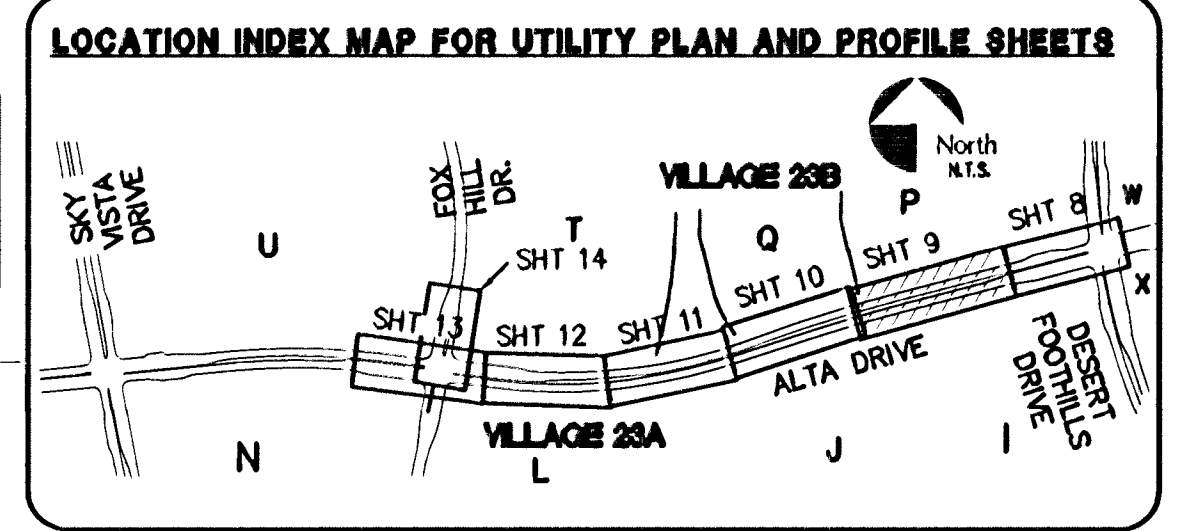 LOCATION INDEX MAP FOR UTILITY PLAN AND PROFILE SHEETS
North
N.T.S.
SKY
VISTA
DRIVE
U
FOX
HILL
DR.
T
SHT 14
VILLAGE 23B
Q
P
SHT 8
W
X
SHT 9
SHT 10
SHT 11
SHT 12
SHT 13
ALTA DRIVE
DESERT
FOOTHILLS
DRIVE
VILLAGE 23A
N
L
J
I